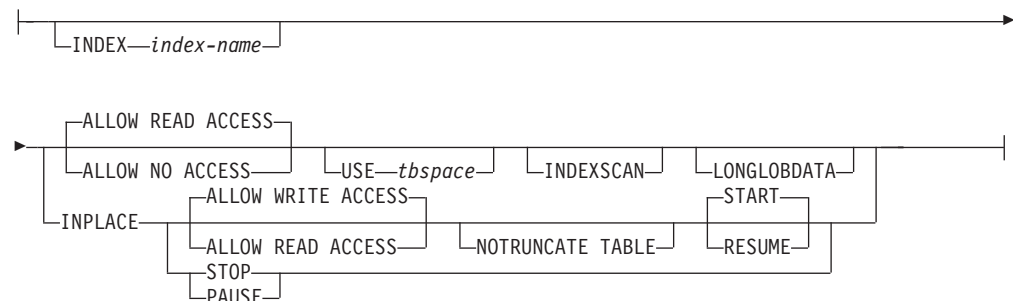 INDEX index-name
ALLOW READ ACCESS
ALLOW NO ACCESS USE tbspace INDEXSCAN LONGLOBDATA
ALLOW WRITE ACCESS START
INPLACE
ALLOW READ ACCESS NOTRUNCATE TABLE RESUME
STOP
PAUSE